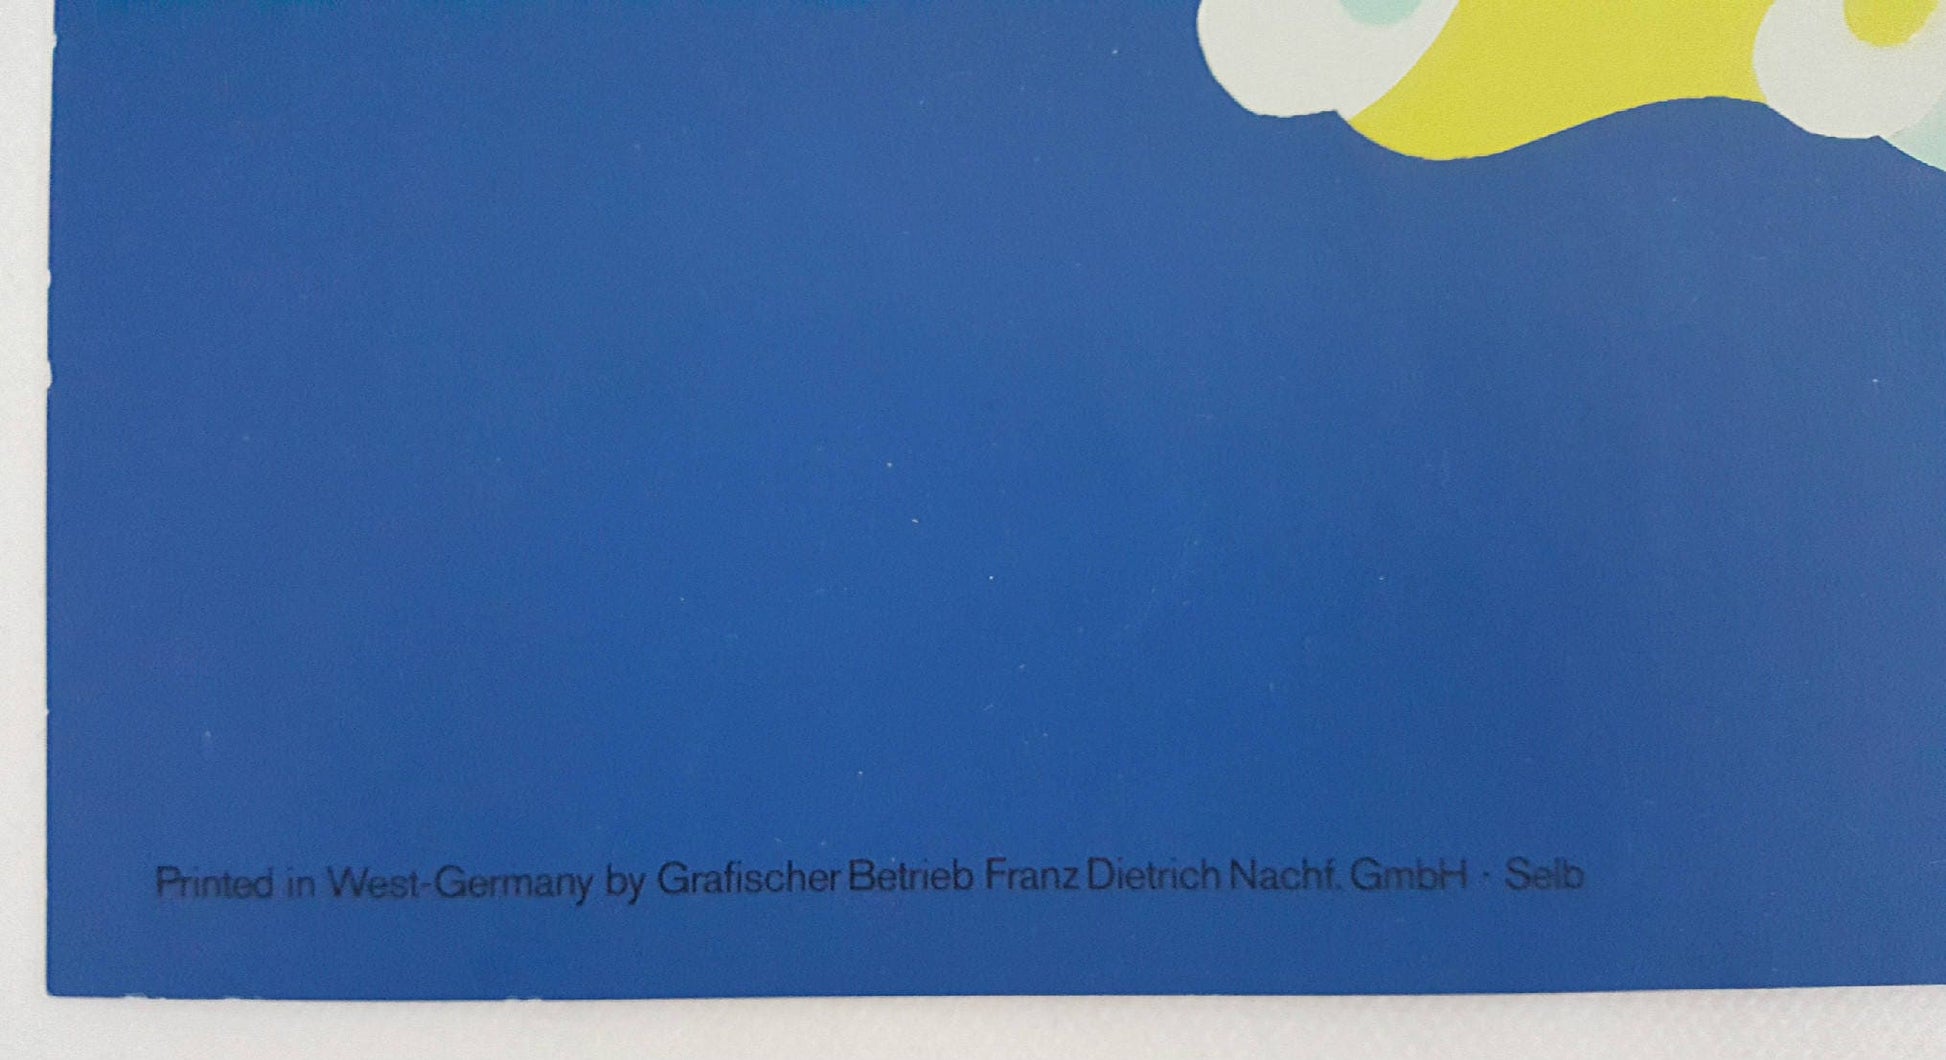 Printed in West-Germany by Grafischer Betrieb Franz Dietrich Nachf. GmbH · Selb